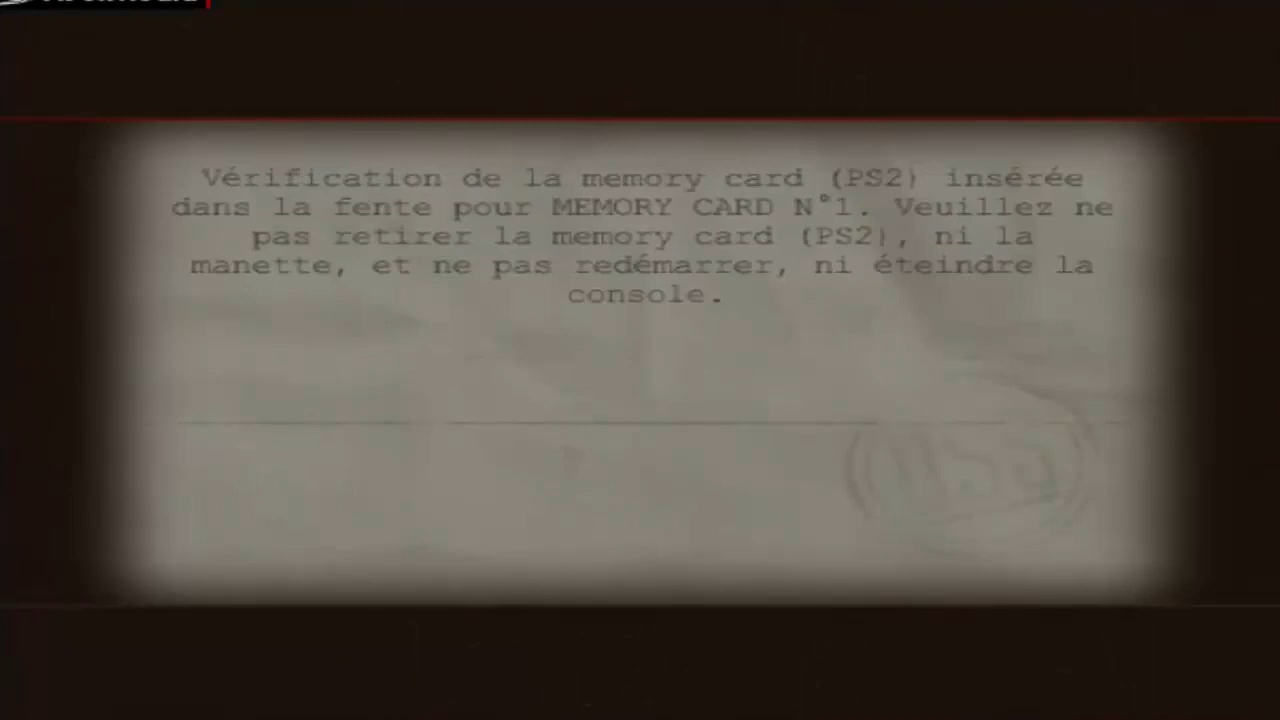 Vérification de la memory card (PS2) insérée
dans la fente pour MEMORY CARD N°1. Veuillez ne
pas retirer la memory card (PS2), ni la
manette, et ne pas redémarrer, ni éteindre la
console.